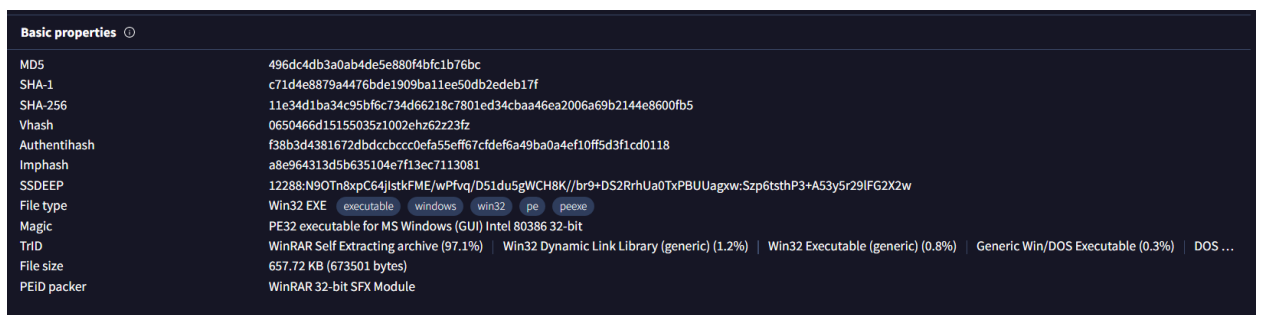 Basic properties
MD5 496dc4db3a0ab4de5e880f4bfc1b76bc
SHA-1 c71d4e8879a4476bde1909ba11ee50db2edeb17f
SHA-256 11e34d1ba34c95bf6c734d66218c7801ed34cbaa46ea2006a69b2144e8600fb5
Vhash 0650466d15155035z1002ehz62z23fz
Authentihash f38b3d4381672dbdccbccc0efa55eff67cfdef6a49ba0a4ef10ff5d3f1cd0118
Imphash a8e964313d5b635104e7f13ec7113081
SSDEEP 12288:N9OTn8xpC64jIstkFME/wPfvq/D51du5gWCH8K//br9+DS2RrhUa0TxPBUUagxw:Szp6tsthP3+A53y5r29lFG2X2w
File type Win32 EXE executable windows win32 pe peexe
Magic PE32 executable for MS Windows (GUI) Intel 80386 32-bit
TrID WinRAR Self Extracting archive (97.1%) | Win32 Dynamic Link Library (generic) (1.2%) | Win32 Executable (generic) (0.8%) | Generic Win/DOS Executable (0.3%) | DOS ...
File size 657.72 KB (673501 bytes)
PEiD packer WinRAR 32-bit SFX Module